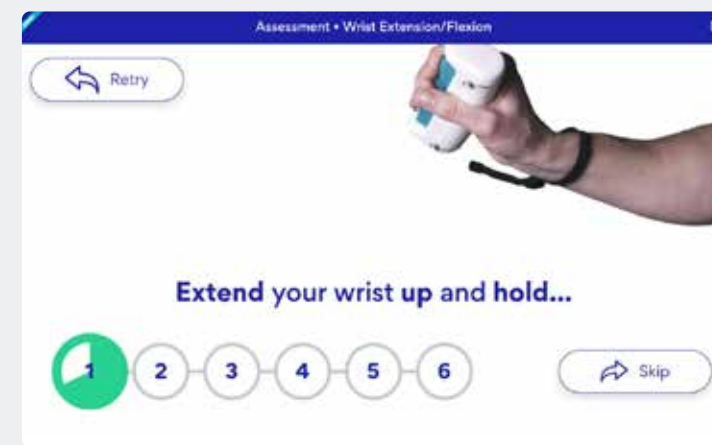 Assessment • Wrist Extension/Flexion
Retry
Extend your wrist up and hold...
1 2 3 4 5 6
Skip